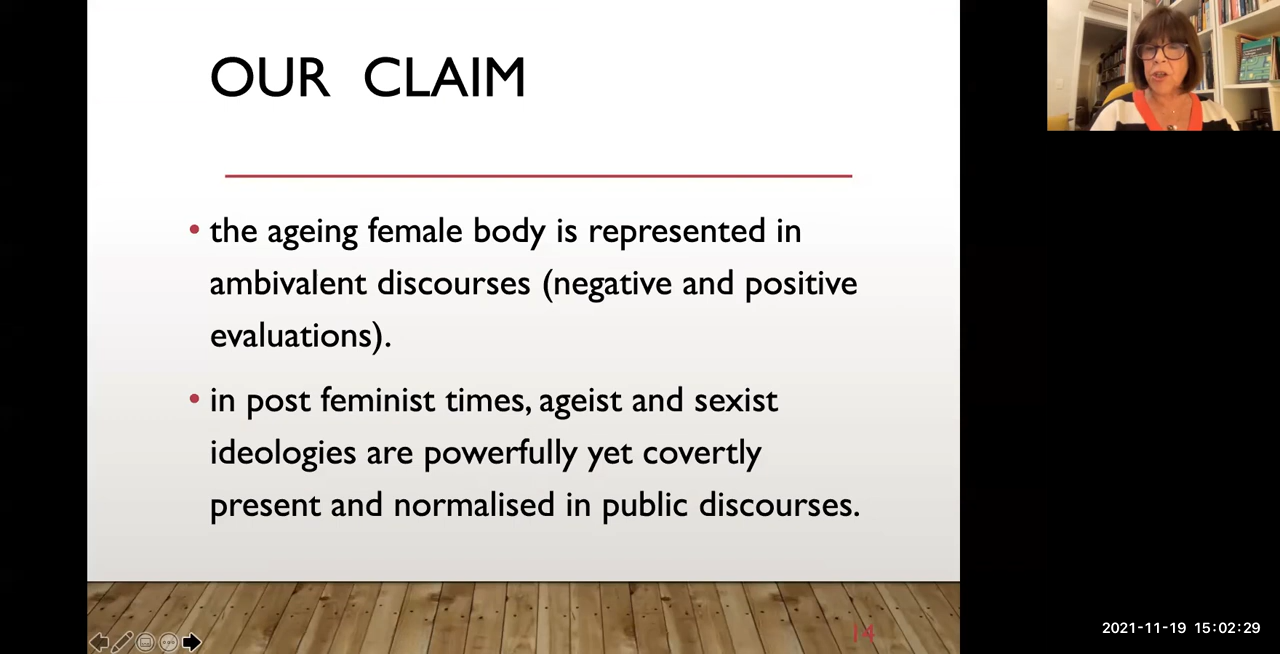 OUR CLAIM
• the ageing female body is represented in
ambivalent discourses (negative and positive
evaluations).
• in post feminist times, ageist and sexist
ideologies are powerfully yet covertly
present and normalised in public discourses.
14
2021-11-19 15:02:29